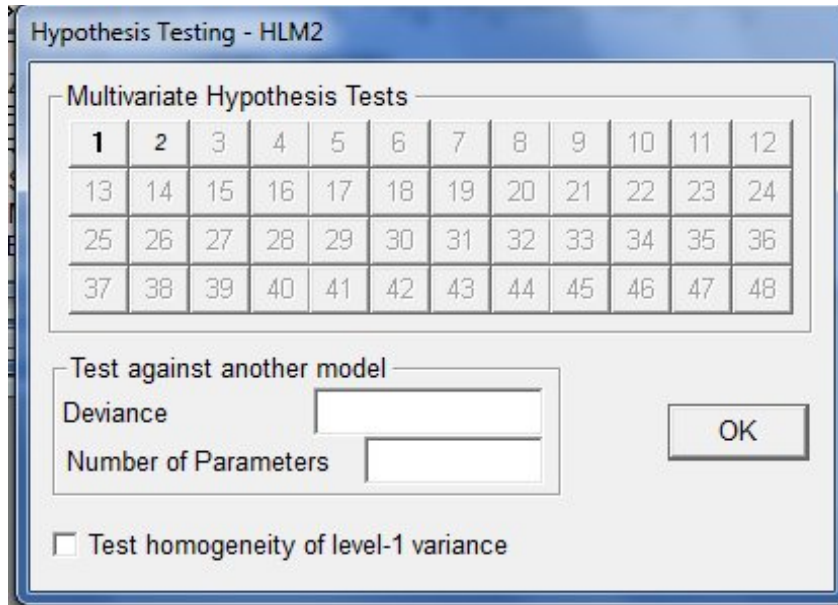 Hypothesis Testing - HLM2
Multivariate Hypothesis Tests
1 2 3 4 5 6 7 8 9 10 11 12
13 14 15 16 17 18 19 20 21 22 23 24
25 26 27 28 29 30 31 32 33 34 35 36
37 38 39 40 41 42 43 44 45 46 47 48
Test against another model
Deviance
OK
Number of Parameters
Test homogeneity of level-1 variance